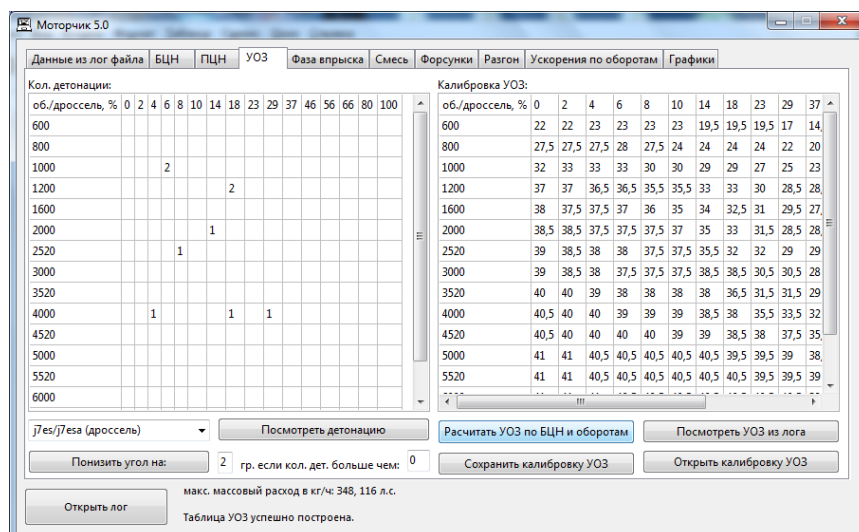 Моторчик 5.0
Данные из лог файла БЦН ПЦН УОЗ Фаза впрыска Смесь Форсунки Разгон Ускорения по оборотам Графики
Кол. детонации: Калибровка УОЗ:
об./дроссель, % 0 2 4 6 8 10 14 18 23 29 37 46 56 66 80 100 об./дроссель, % 0 2 4 6 8 10 14 18 23 29 37
600 600 22 22 23 23 23 23 19,5 19,5 19,5 17 14,
800 800 27,5 27,5 27,5 28 27,5 24 24 24 24 22 20
1000 2 1000 32 33 33 33 30 30 29 29 27 25 23
1200 2 1200 37 37 36,5 36,5 35,5 35,5 33 33 30 28,5 28,
1600 1600 38 37,5 37,5 37 36 35 34 32,5 31 29,5 27,
2000 1 2000 38,5 38,5 37,5 37,5 37,5 37 35 33 31,5 28,5 28,
2520 1 2520 39 38,5 38 38 37,5 37,5 35,5 32 32 29 29
3000 3000 39 38,5 38 37,5 37,5 37,5 38,5 38,5 30,5 30,5 28
3520 3520 40 40 39 38 38 38 38 36,5 31,5 31,5 29
4000 1 1 1 4000 40,5 40 40 39 39 39 38,5 38 35,5 33,5 32
4520 4520 40,5 40 40 40 40 39 39 38,5 38 37,5 35,
5000 5000 41 41 40,5 40,5 40,5 40,5 40,5 39,5 39,5 39 38,
5520 5520 41 41 40,5 40,5 40,5 40,5 40,5 40,5 39,5 39,5 39
6000
j7es/j7esa (дроссель) Посмотреть детонацию Расчитать УОЗ по БЦН и оборотам Посмотреть УОЗ из лога
Понизить угол на: 2 гр. если кол. дет. больше чем: 0 Сохранить калибровку УОЗ Открыть калибровку УОЗ
Открыть лог
макс. массовый расход в кг/ч: 348, 116 л.с.
Таблица УОЗ успешно построена.